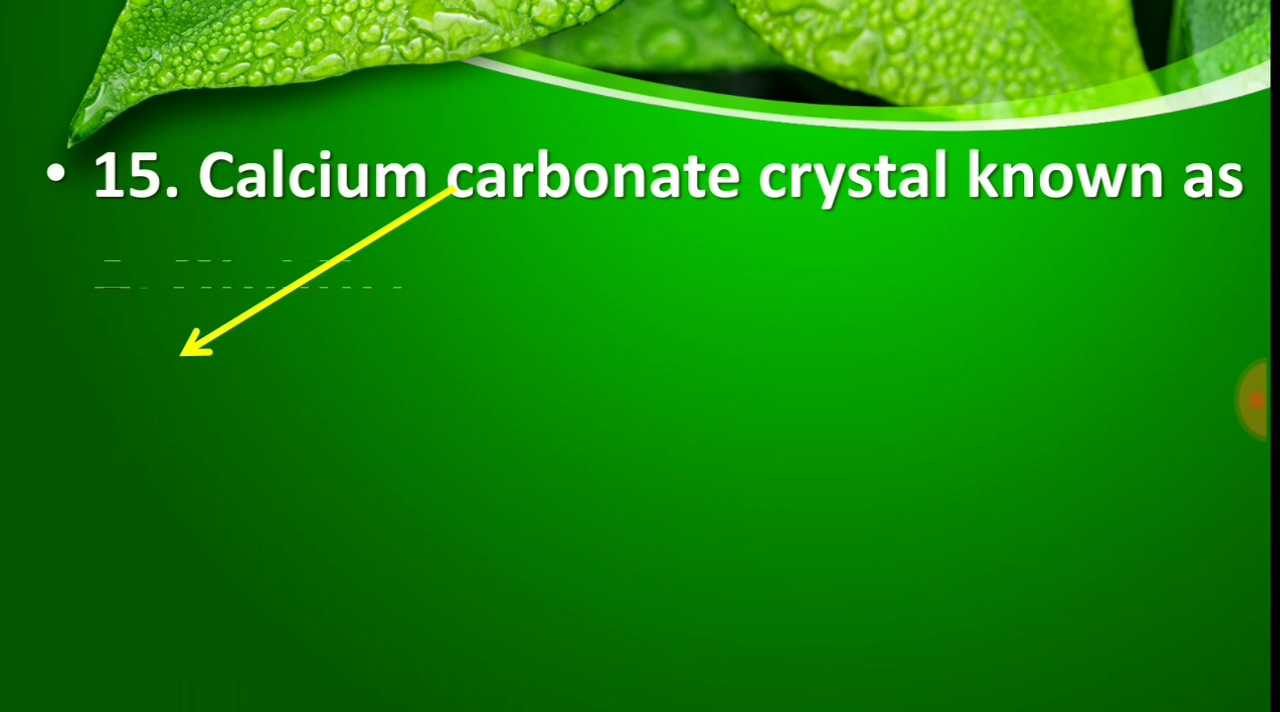 • 15. Calcium carbonate crystal known as